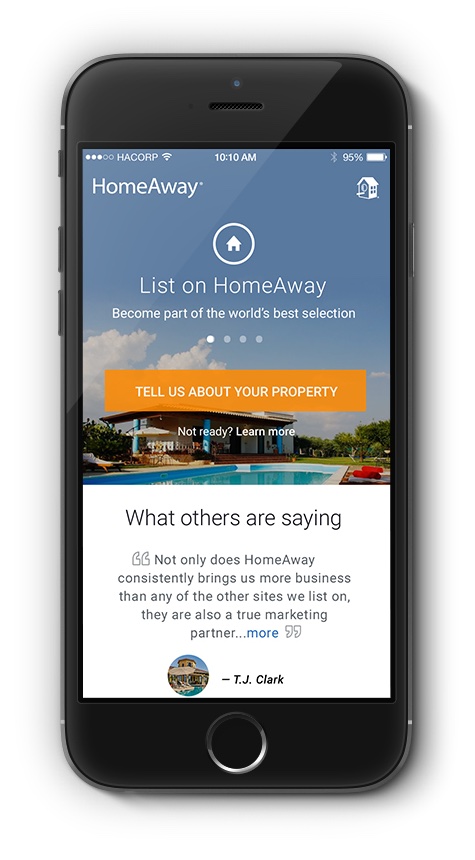 HACORP 10:10 AM 95%
HomeAway®
List on HomeAway
Become part of the world's best selection
TELL US ABOUT YOUR PROPERTY
Not ready? Learn more
What others are saying
“ Not only does HomeAway
consistently brings us more business
than any of the other sites we list on,
they are also a true marketing
partner...more ”
– T.J. Clark